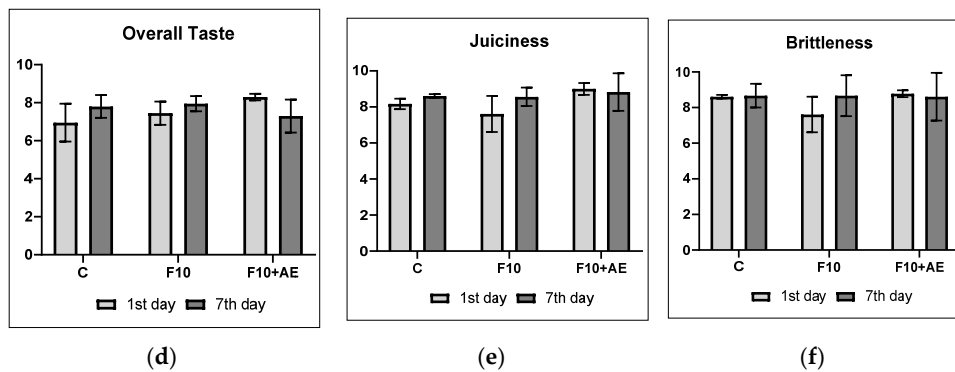 Overall Taste
10
8
6
4
2
0
C F10 F10+AE
1st day 7th day
(d)
Juiciness
10
8
6
4
2
0
C F10 F10+AE
1st day 7th day
(e)
Brittleness
10
8
6
4
2
0
C F10 F10+AE
1st day 7th day
(f)